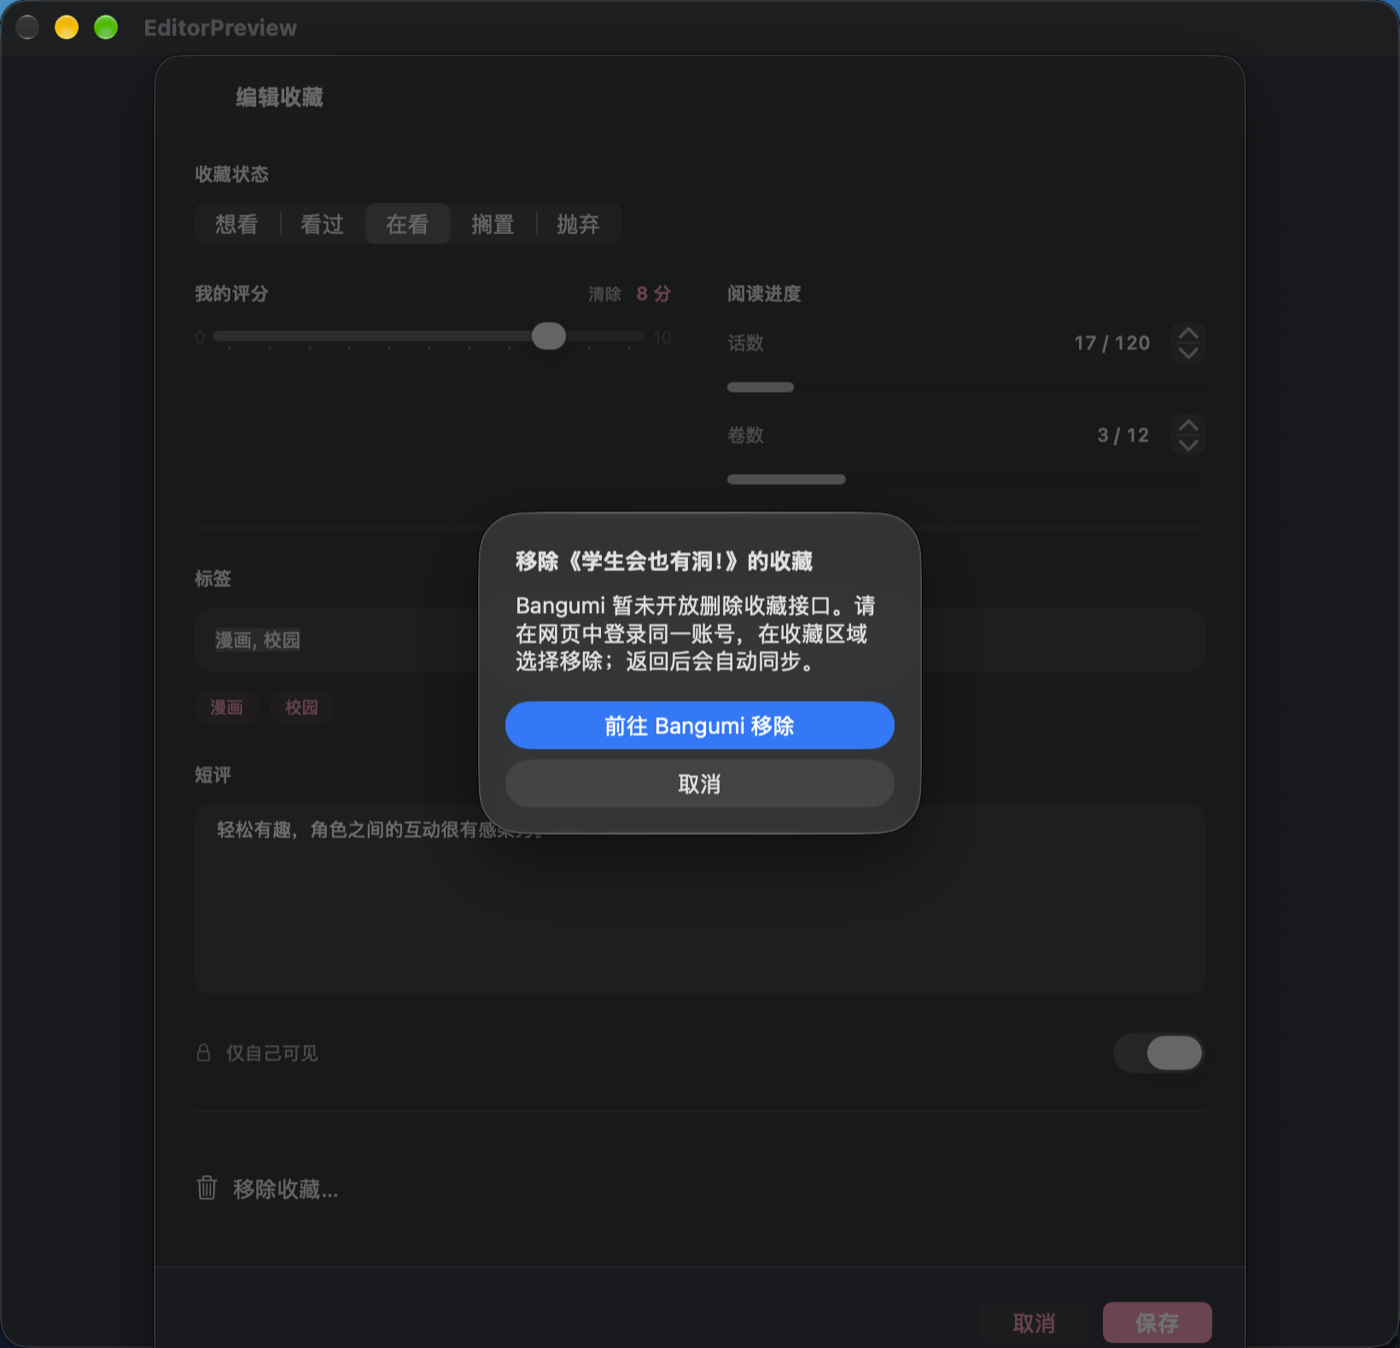 EditorPreview
编辑收藏
收藏状态
想看 看过 在看 搁置 抛弃
我的评分 清除 8 分
0 10
阅读进度
话数 17 / 120
卷数 3 / 12
标签
漫画, 校园
漫画 校园
短评
轻松有趣，角色之间的互动很有感染力。
仅自己可见
移除收藏...
取消 保存
移除《学生会也有洞！》的收藏
Bangumi 暂未开放删除收藏接口。请
在网页中登录同一账号，在收藏区域
选择移除；返回后会自动同步。
前往 Bangumi 移除
取消